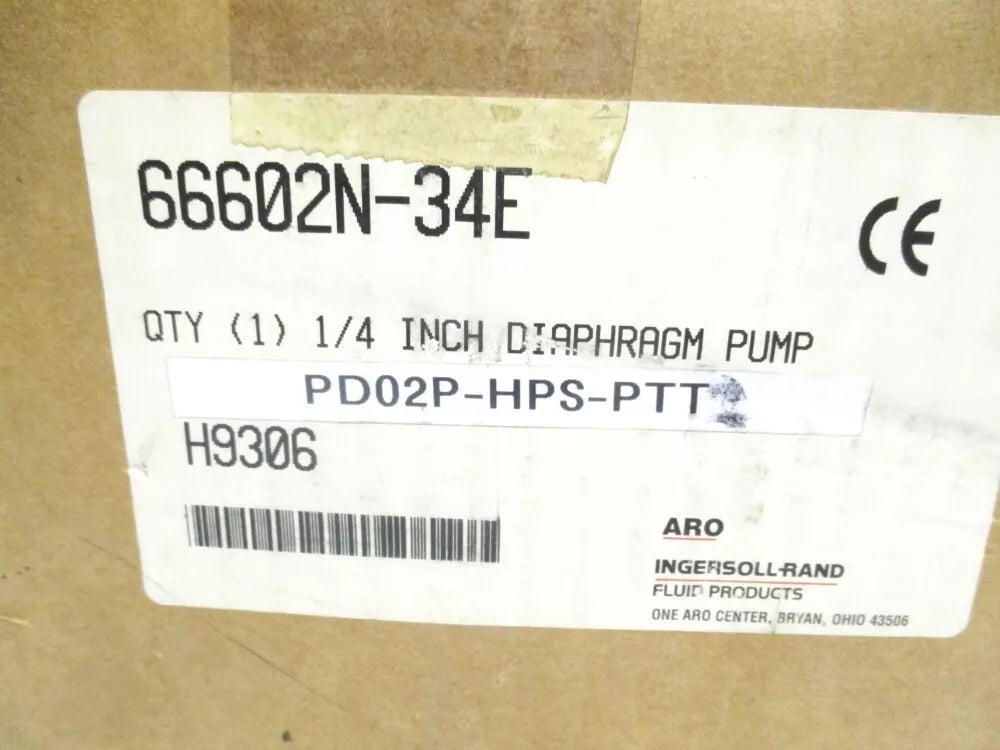 66602N-34E
CE
QTY (1) 1/4 INCH DIAPHRAGM PUMP
PD02P-HPS-PTT
H9306
ARO
INGERSOLL-RAND
FLUID PRODUCTS
ONE ARO CENTER, BRYAN, OHIO 43506